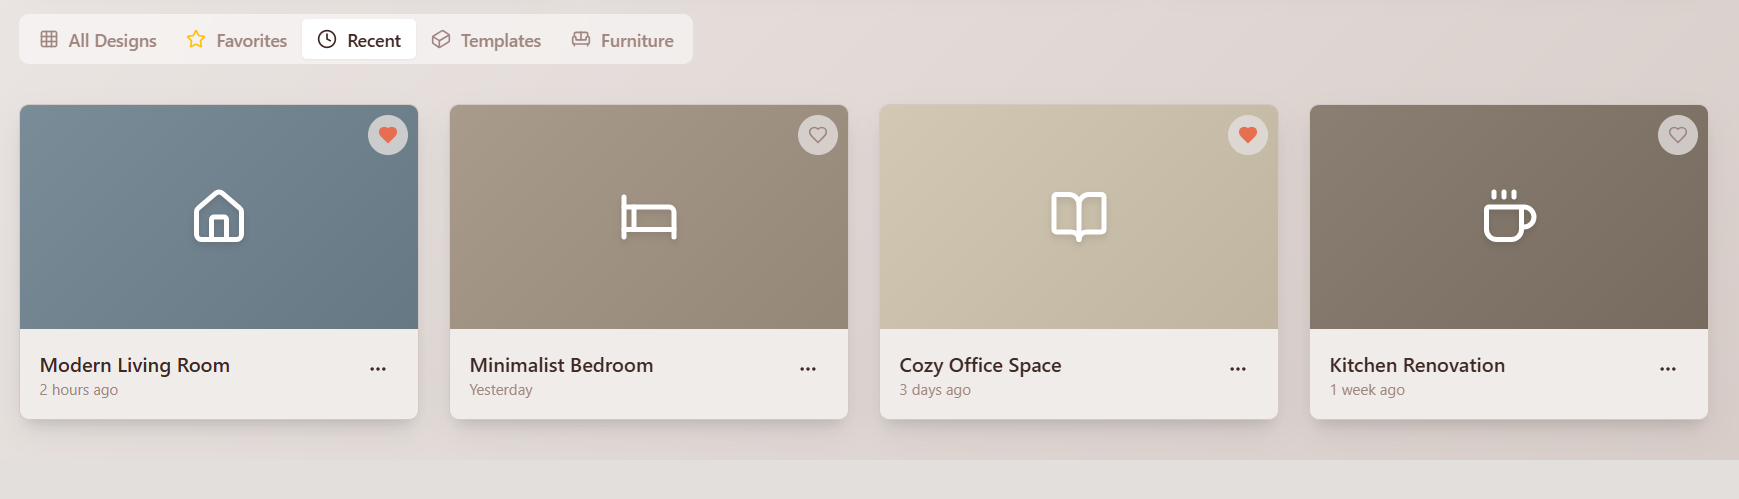 All Designs
Favorites
Recent
Templates
Furniture
Modern Living Room
2 hours ago
Minimalist Bedroom
Yesterday
Cozy Office Space
3 days ago
Kitchen Renovation
1 week ago